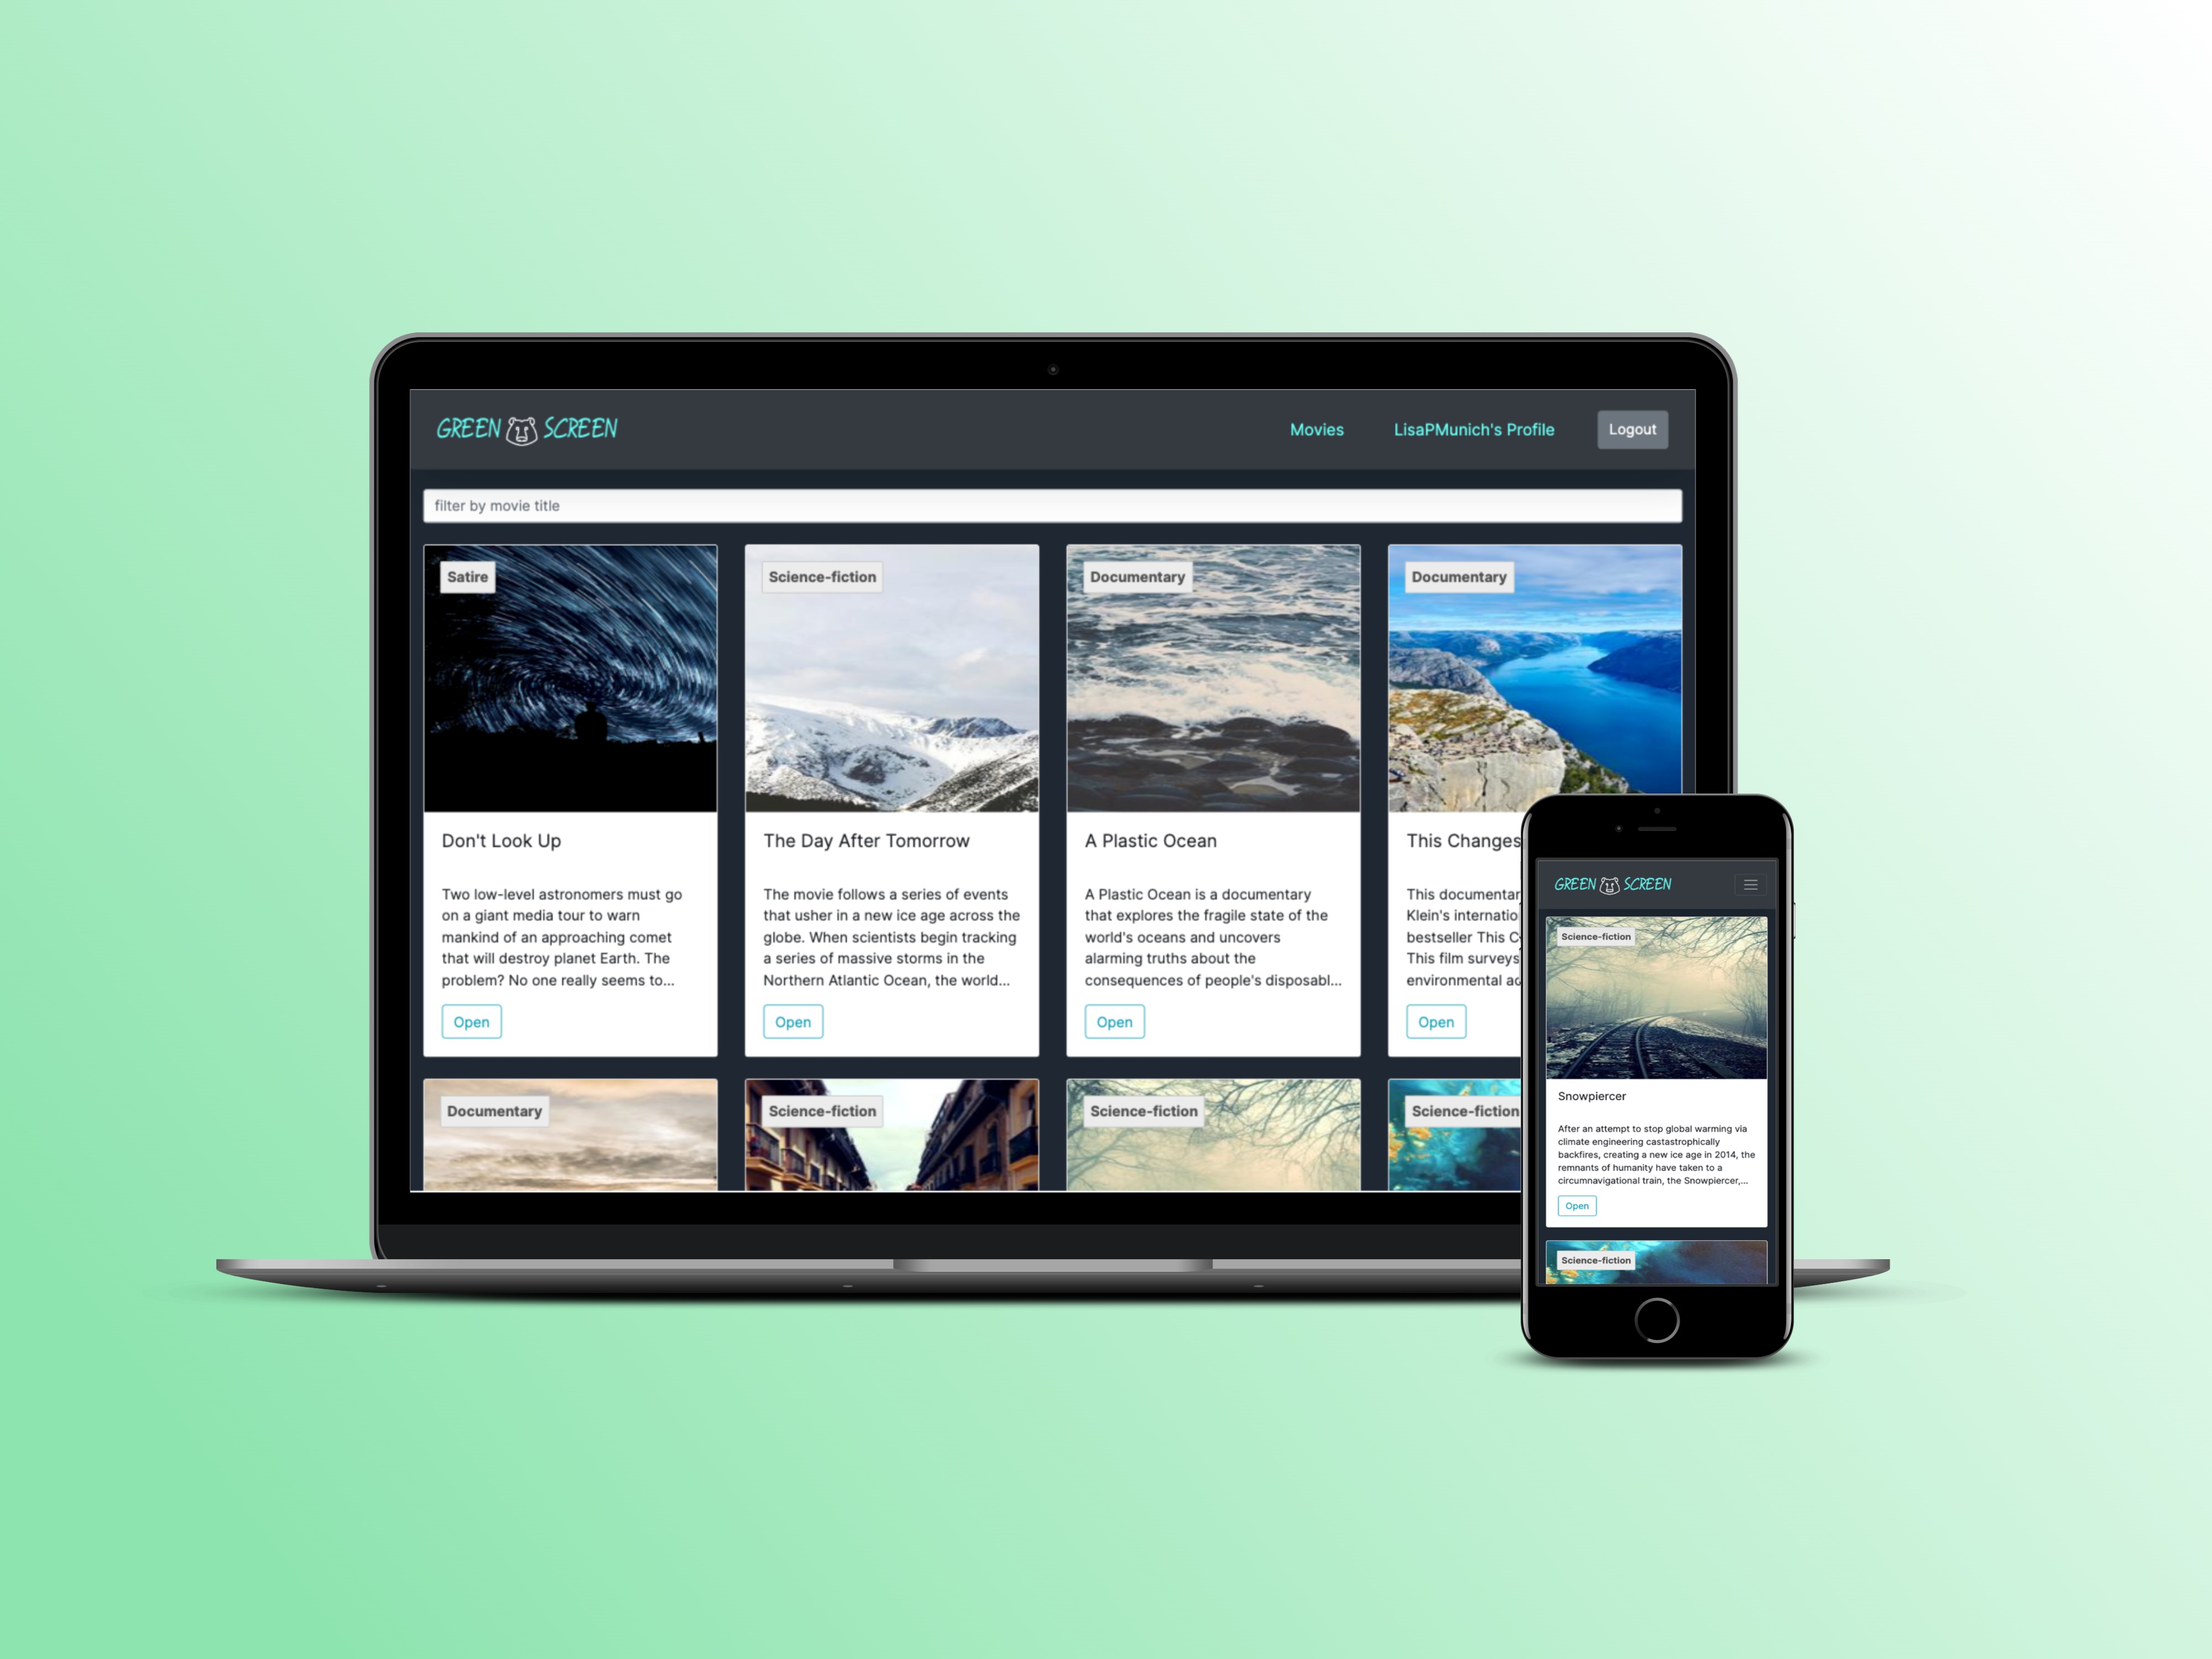 GREEN SCREEN
Movies
LisaPMunich's Profile
Logout
filter by movie title
Satire
Don't Look Up
Two low-level astronomers must go
on a giant media tour to warn
mankind of an approaching comet
that will destroy planet Earth. The
problem? No one really seems to...
Open
Science-fiction
The Day After Tomorrow
The movie follows a series of events
that usher in a new ice age across the
globe. When scientists begin tracking
a series of massive storms in the
Northern Atlantic Ocean, the world...
Open
Documentary
A Plastic Ocean
A Plastic Ocean is a documentary
that explores the fragile state of the
world's oceans and uncovers
alarming truths about the
consequences of people's disposabl...
Open
Documentary
This Changes
This documentar
Klein's internatio
bestseller This C
This film surveys
environmental ac
Open
Documentary
Science-fiction
Science-fiction
Science-fiction
GREEN SCREEN
Science-fiction
Snowpiercer
After an attempt to stop global warming via
climate engineering castastrophically
backfires, creating a new ice age in 2014, the
remnants of humanity have taken to a
circumnavigational train, the Snowpiercer,...
Open
Science-fiction